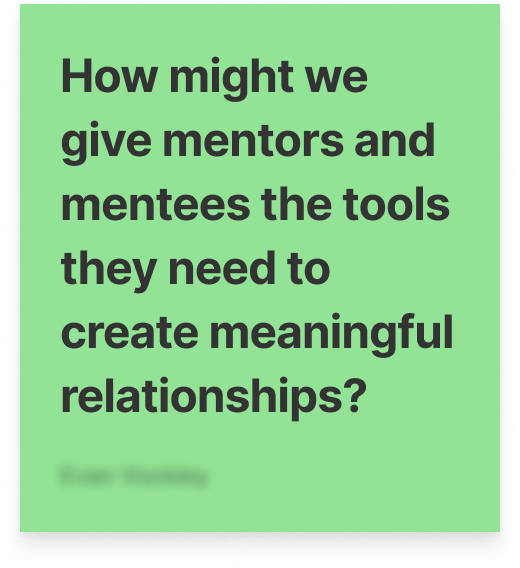 How might we
give mentors and
mentees the tools
they need to
create meaningful
relationships?